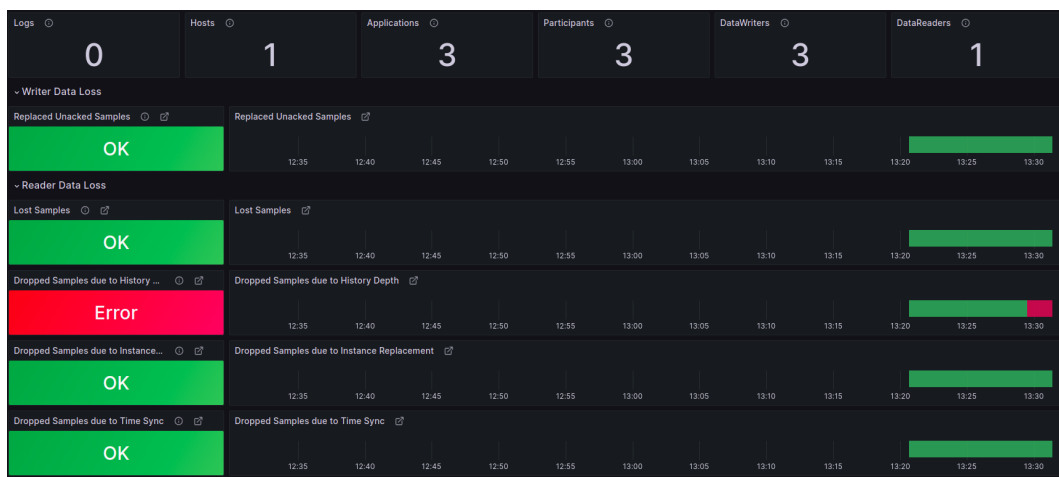 Logs Hosts Applications Participants DataWriters DataReaders
0 1 3 3 3 1
Writer Data Loss
Replaced Unacked Samples Replaced Unacked Samples
OK
12:35 12:40 12:45 12:50 12:55 13:00 13:05 13:10 13:15 13:20 13:25 13:30
Reader Data Loss
Lost Samples Lost Samples
OK
12:35 12:40 12:45 12:50 12:55 13:00 13:05 13:10 13:15 13:20 13:25 13:30
Dropped Samples due to History ... Dropped Samples due to History Depth
Error
12:35 12:40 12:45 12:50 12:55 13:00 13:05 13:10 13:15 13:20 13:25 13:30
Dropped Samples due to Instance... Dropped Samples due to Instance Replacement
OK
12:35 12:40 12:45 12:50 12:55 13:00 13:05 13:10 13:15 13:20 13:25 13:30
Dropped Samples due to Time Sync Dropped Samples due to Time Sync
OK
12:35 12:40 12:45 12:50 12:55 13:00 13:05 13:10 13:15 13:20 13:25 13:30